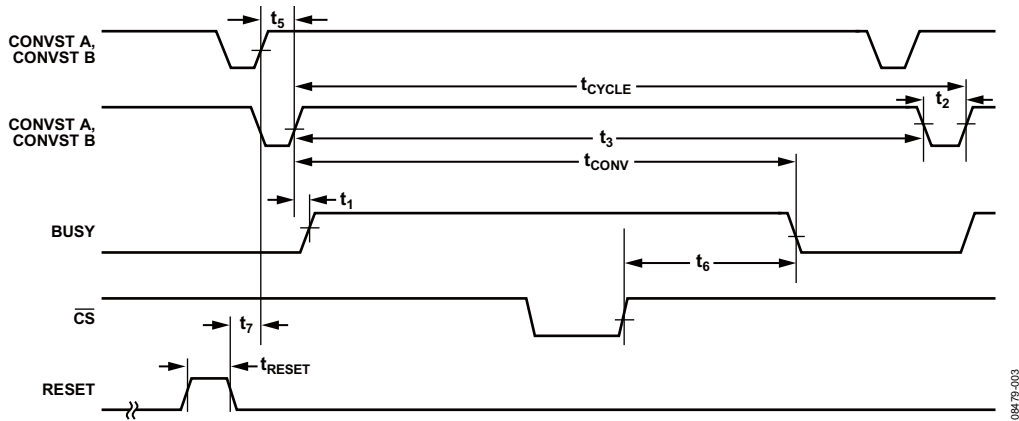 t5
CONVST A,
CONVST B
tCYCLE
t2
CONVST A,
CONVST B
t3
tCONV
t1
BUSY
t6
CS
t7
tRESET
RESET
08479-003